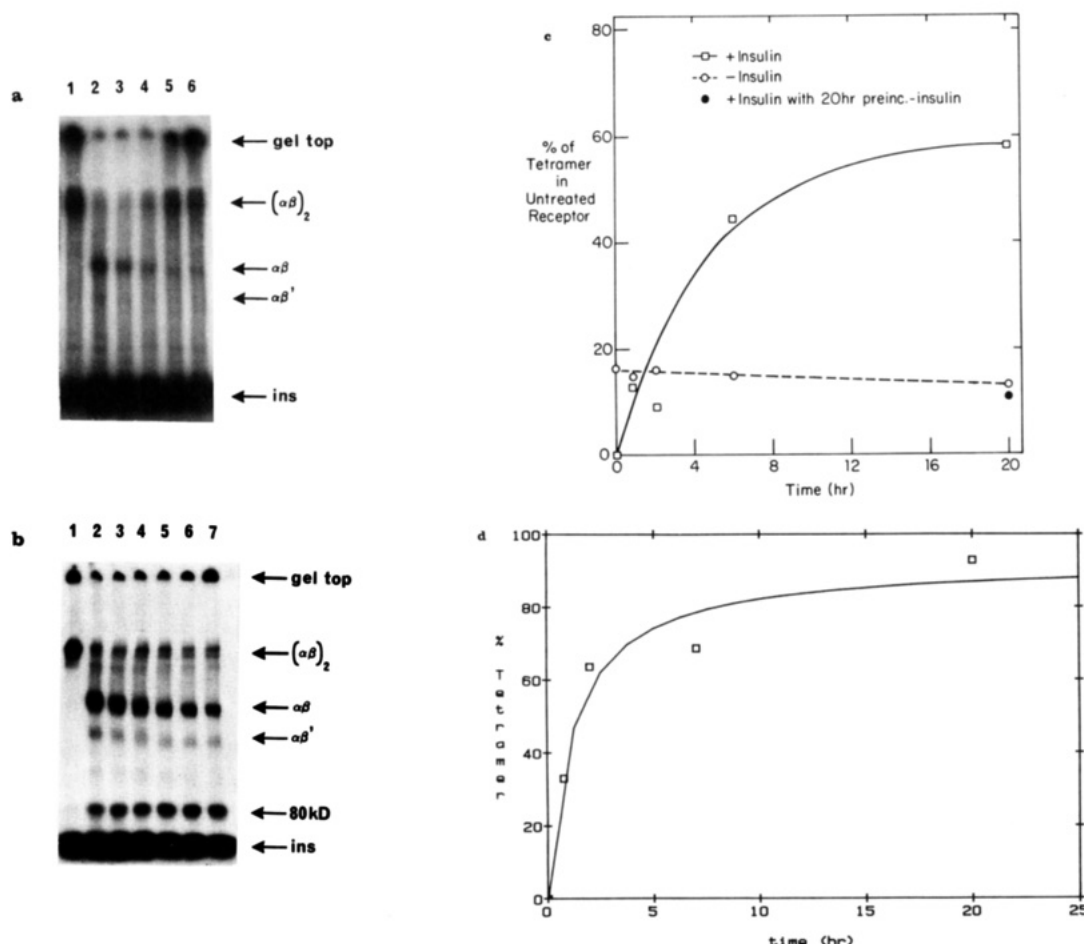 a
1 2 3 4 5 6
gel top
(αβ)₂
αβ
αβ'
ins
b
1 2 3 4 5 6 7
gel top
(αβ)₂
αβ
αβ'
80kD
ins
c
80
60
40
20
0
% of
Tetramer
in
Untreated
Receptor
+Insulin
-Insulin
+Insulin with 20hr preinc.-insulin
0 4 8 12 16 20
Time (hr)
d
100
80
60
40
20
0
% Tetramer
0 5 10 15 20 25
time (hr)